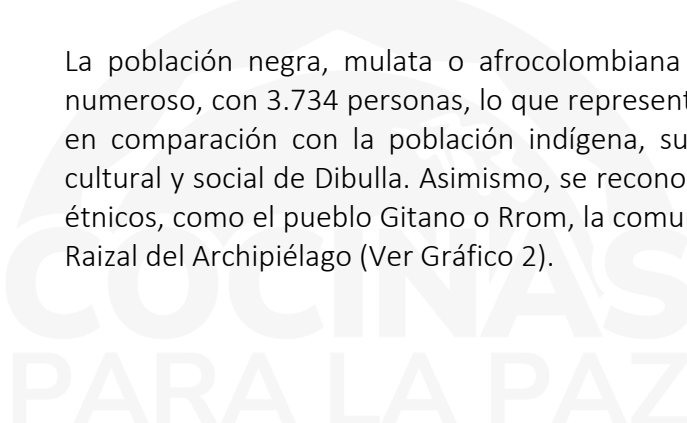 La población negra, mulata o afrocolombiana
numeroso, con 3.734 personas, lo que represent
en comparación con la población indígena, su
cultural y social de Dibulla. Asimismo, se recono
étnicos, como el pueblo Gitano o Rrom, la comu
Raizal del Archipiélago (Ver Gráfico 2).
COCINAS
PARA LA PAZ